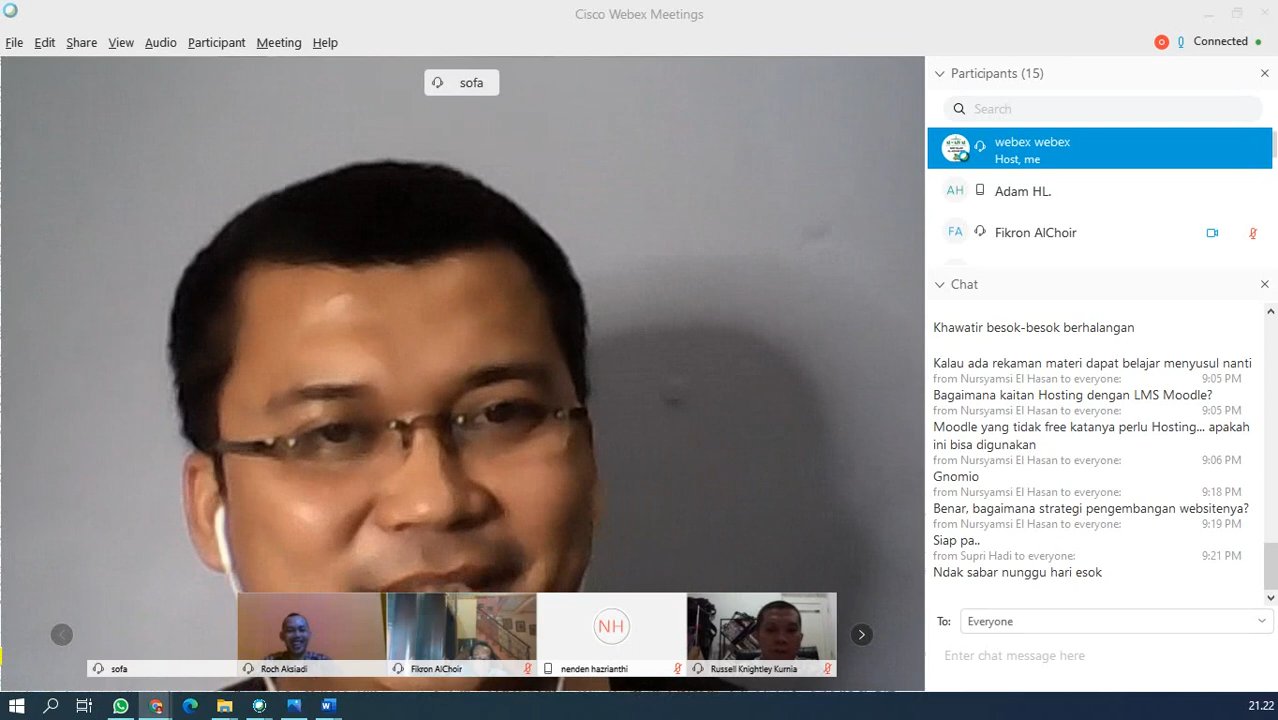 Cisco Webex Meetings
File Edit Share View Audio Participant Meeting Help
Connected
sofa
Participants (15)
Search
webex webex
Host, me
AH Adam HL.
FA Fikron AlChoir
Chat
Khawatir besok-besok berhalangan
Kalau ada rekaman materi dapat belajar menyusul nanti
from Nursyamsi El Hasan to everyone: 9:05 PM
Bagaimana kaitan Hosting dengan LMS Moodle?
from Nursyamsi El Hasan to everyone: 9:05 PM
Moodle yang tidak free katanya perlu Hosting... apakah
ini bisa digunakan
from Nursyamsi El Hasan to everyone: 9:06 PM
Gnomio
from Nursyamsi El Hasan to everyone: 9:18 PM
Benar, bagaimana strategi pengembangan websitenya?
from Nursyamsi El Hasan to everyone: 9:19 PM
Siap pa..
from Supri Hadi to everyone: 9:21 PM
Ndak sabar nunggu hari esok
To: Everyone
Enter chat message here
NH
sofa
Roch Aksiadi
Fikron AlChoir
nenden hazrianthi
Russell Knightley Kurnia
21.22